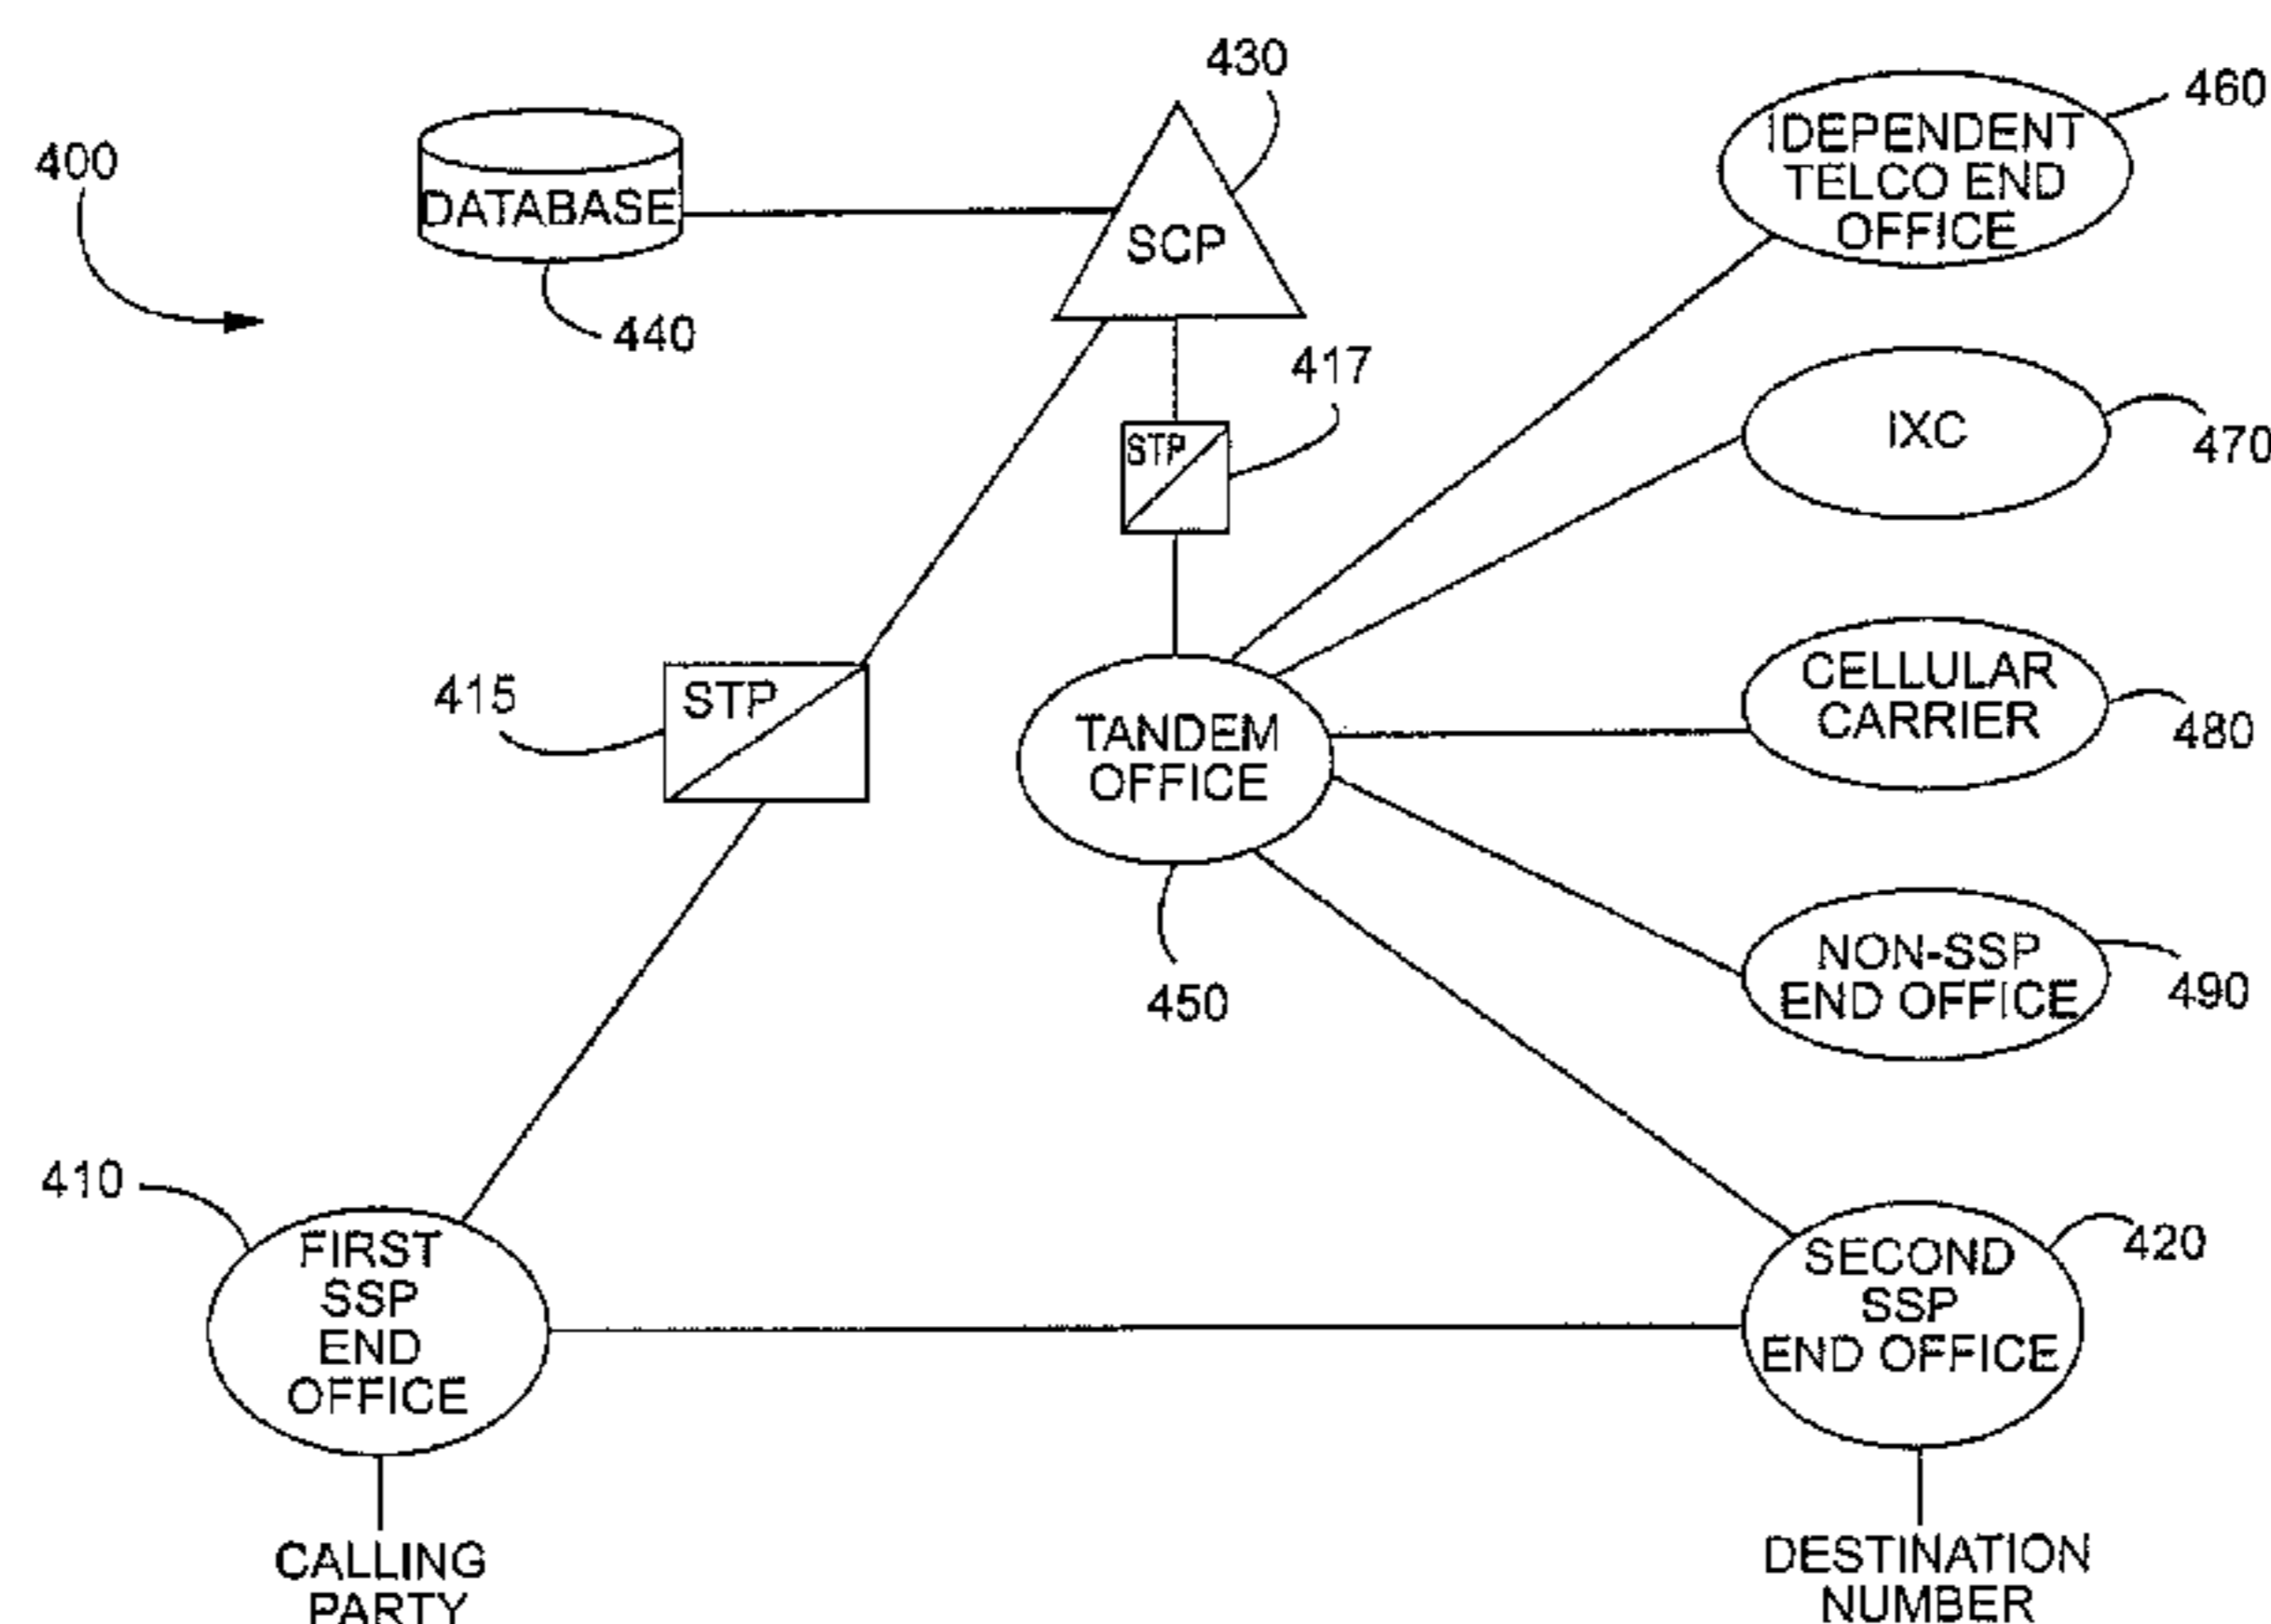 430
460
IDEPENDENT
TELCO END
OFFICE
400
DATABASE
SCP
440
417
IXC
470
STP
415
STP
TANDEM
OFFICE
CELLULAR
CARRIER
480
450
NON-SSP
END OFFICE
490
410
FIRST
SSP
END
OFFICE
SECOND
SSP
END OFFICE
420
CALLING
PARTY
DESTINATION
NUMBER